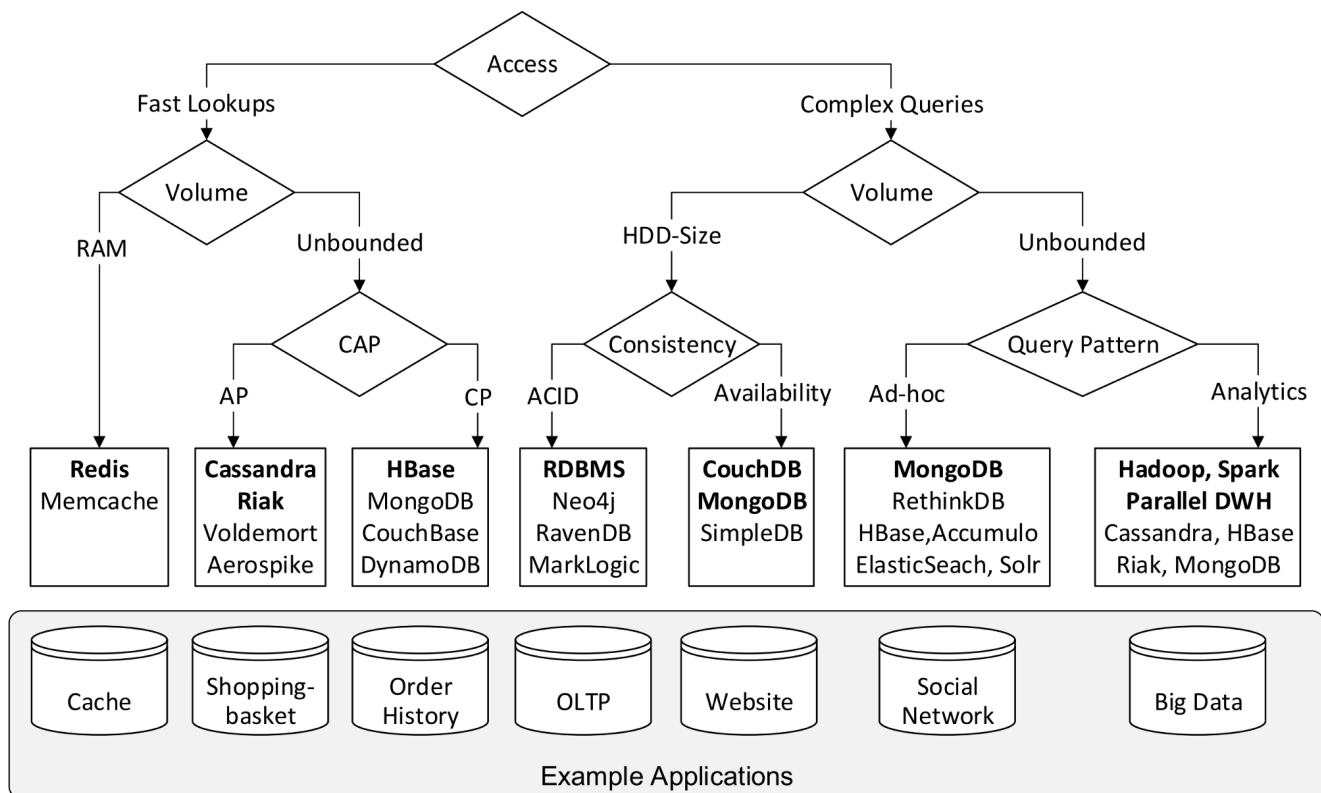 Access
Fast Lookups
Complex Queries
Volume
Volume
RAM
Unbounded
HDD-Size
Unbounded
CAP
Consistency
Query Pattern
AP
CP
ACID
Availability
Ad-hoc
Analytics
Redis
Memcache
Cassandra
Riak
Voldemort
Aerospike
HBase
MongoDB
CouchBase
DynamoDB
RDBMS
Neo4j
RavenDB
MarkLogic
CouchDB
MongoDB
SimpleDB
MongoDB
RethinkDB
HBase,Accumulo
ElasticSeach, Solr
Hadoop, Spark
Parallel DWH
Cassandra, HBase
Riak, MongoDB
Cache
Shopping-
basket
Order
History
OLTP
Website
Social
Network
Big Data
Example Applications